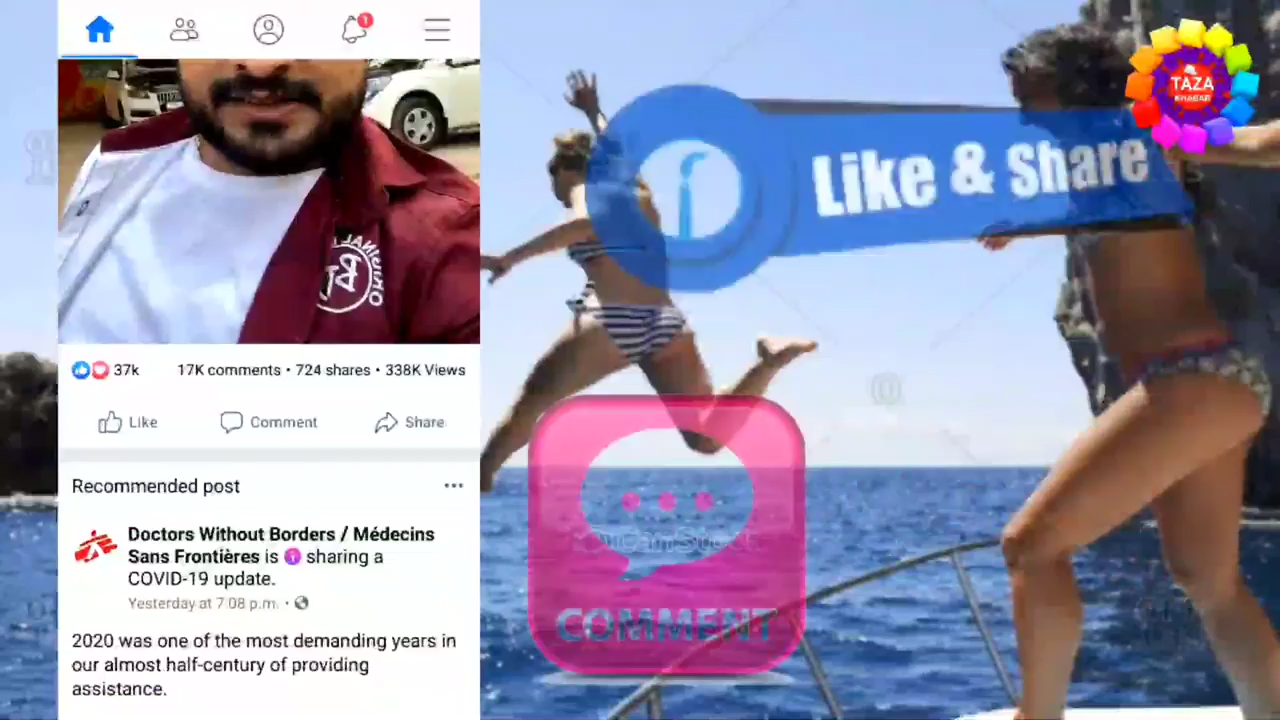 1
TAZA
KHABAR
Like & Share
37k
17K comments • 724 shares • 338K Views
Like
Comment
Share
Recommended post
Doctors Without Borders / Médecins
Sans Frontières is sharing a
COVID-19 update.
Yesterday at 7:08 p.m.
2020 was one of the most demanding years in
our almost half-century of providing
assistance.
COMMENT